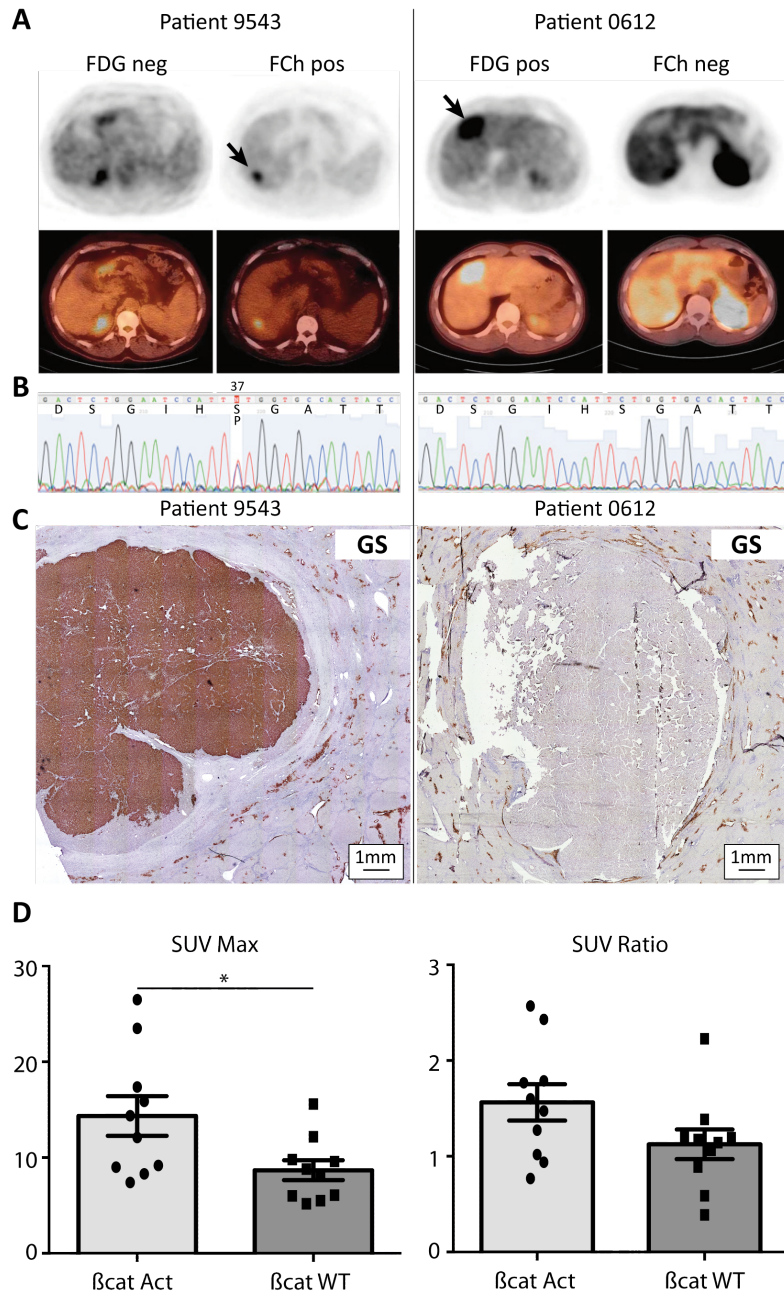 A
Patient 9543
Patient 0612
FDG neg
FCh pos
FDG pos
FCh neg
B
37
GACTCTGGAATCCATT TGGTGCCACTACC
D S G I H S G A T T
P
GACTCTGGAATCCATTCTGGTGCCACTACC
D S G I H S G A T T
C
Patient 9543
Patient 0612
GS
GS
1mm
1mm
D
SUV Max
SUV Ratio
30
20
10
0
*
ßcat Act
ßcat WT
3
2
1
0
ßcat Act
ßcat WT